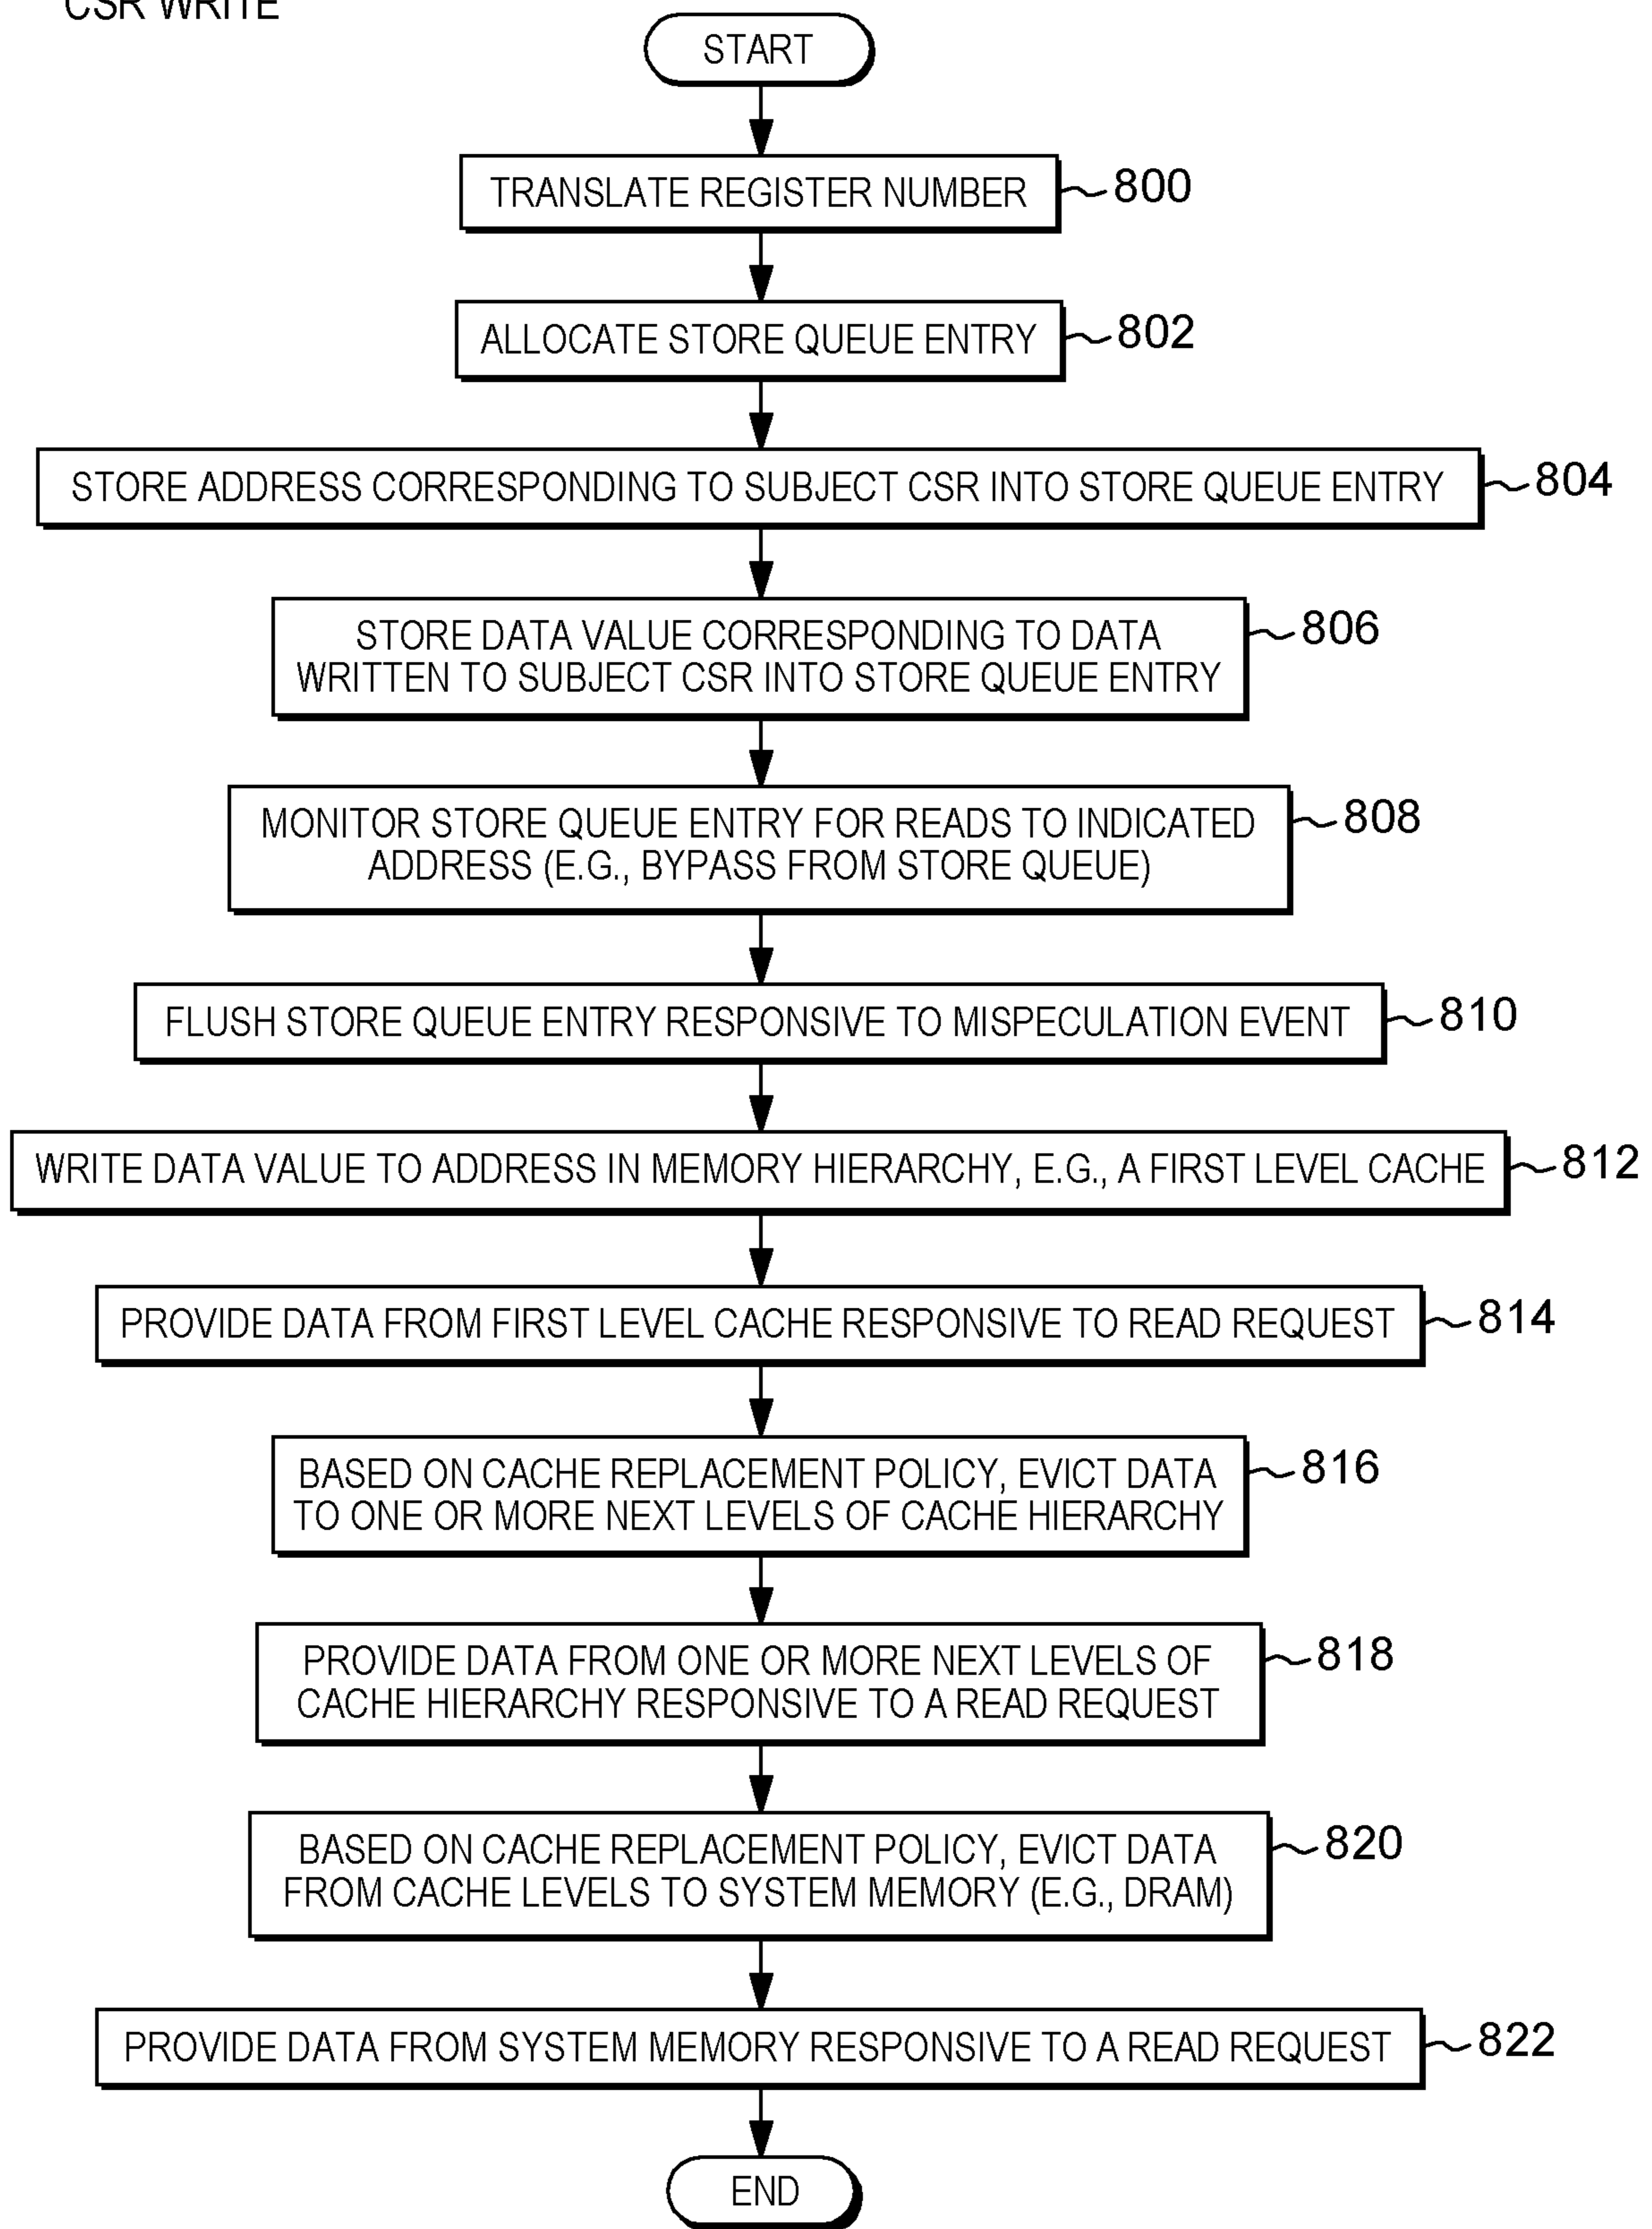 CSR WRITE
START
TRANSLATE REGISTER NUMBER
800
ALLOCATE STORE QUEUE ENTRY
802
STORE ADDRESS CORRESPONDING TO SUBJECT CSR INTO STORE QUEUE ENTRY
804
STORE DATA VALUE CORRESPONDING TO DATA
WRITTEN TO SUBJECT CSR INTO STORE QUEUE ENTRY
806
MONITOR STORE QUEUE ENTRY FOR READS TO INDICATED
ADDRESS (E.G., BYPASS FROM STORE QUEUE)
808
FLUSH STORE QUEUE ENTRY RESPONSIVE TO MISPECULATION EVENT
810
WRITE DATA VALUE TO ADDRESS IN MEMORY HIERARCHY, E.G., A FIRST LEVEL CACHE
812
PROVIDE DATA FROM FIRST LEVEL CACHE RESPONSIVE TO READ REQUEST
814
BASED ON CACHE REPLACEMENT POLICY, EVICT DATA
TO ONE OR MORE NEXT LEVELS OF CACHE HIERARCHY
816
PROVIDE DATA FROM ONE OR MORE NEXT LEVELS OF
CACHE HIERARCHY RESPONSIVE TO A READ REQUEST
818
BASED ON CACHE REPLACEMENT POLICY, EVICT DATA
FROM CACHE LEVELS TO SYSTEM MEMORY (E.G., DRAM)
820
PROVIDE DATA FROM SYSTEM MEMORY RESPONSIVE TO A READ REQUEST
822
END